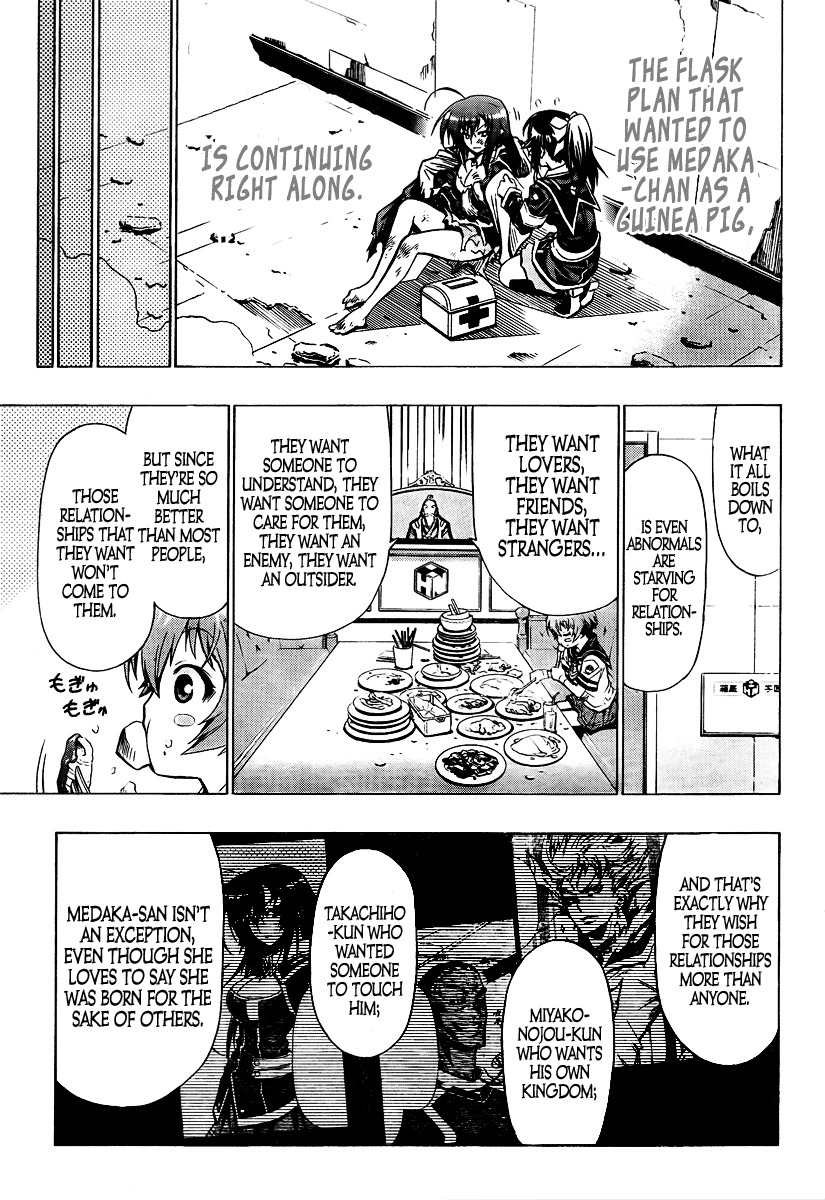 THE FLASK
PLAN THAT
WANTED TO
USE MEDAKA
-CHAN AS A
GUINEA PIG,
IS CONTINUING
RIGHT ALONG.
WHAT
IT ALL
BOILS
DOWN
TO,
IS EVEN
ABNORMALS
ARE
STARVING
FOR
RELATION-
SHIPS.
THEY WANT
LOVERS,
THEY WANT
FRIENDS,
THEY WANT
STRANGERS...
THEY WANT
SOMEONE TO
UNDERSTAND, THEY
WANT SOMEONE TO
CARE FOR THEM,
THEY WANT AN
ENEMY, THEY WANT
AN OUTSIDER.
BUT SINCE
THEY'RE SO
MUCH
BETTER
THAN MOST
PEOPLE,
THOSE
RELATION-
SHIPS THAT
THEY WANT
WON'T
COME TO
THEM.
もぎゅ
もぎゅ
AND THAT'S
EXACTLY WHY
THEY WISH
FOR THOSE
RELATIONSHIPS
MORE THAN
ANYONE.
MIYAKO-
NOJOU-KUN
WHO WANTS
HIS OWN
KINGDOM;
TAKACHIHO
-KUN WHO
WANTED
SOMEONE
TO TOUCH
HIM;
MEDAKA-SAN ISN'T
AN EXCEPTION,
EVEN THOUGH SHE
LOVES TO SAY SHE
WAS BORN FOR THE
SAKE OF OTHERS.